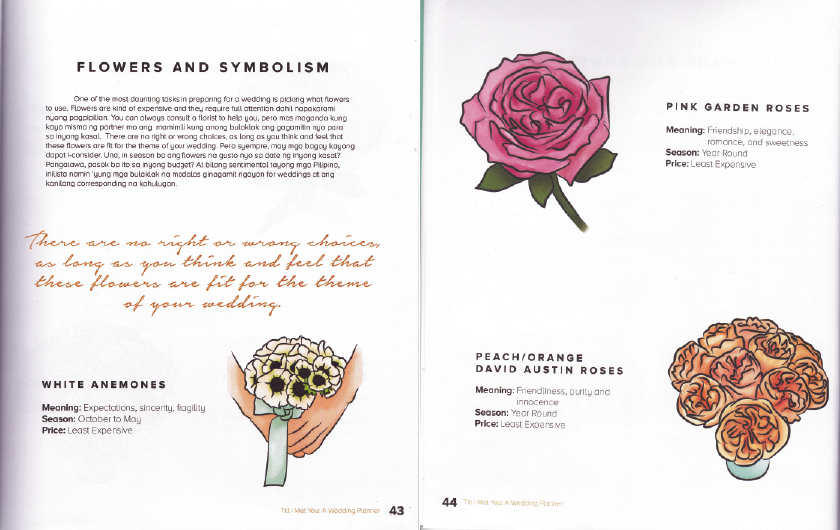 FLOWERS AND SYMBOLISM
One of the most daunting tasks in preparing for a wedding is picking what flowers
to use. Flowers are kind of expensive and they require full attention dahil napakarami
nyong pagpipilian. You can always consult a florist to help you, pero mas maganda kung
kayo mismo ng partner mo ang mamimili kung anong bulaklak ang gagamitin nyo para
sa inyong kasal. There are no right or wrong choices, as long as you think and feel that
these flowers are fit for the theme of your wedding. Pero syempre, may mga bagay kayong
dapat i-consider. Una, in season ba ang flowers na gusto nyo sa date ng inyong kasal?
Pangalawa, pasok ba ito sa inyong budget? At bilang sentimental tayong mga Pilipino,
inilista namin 'yung mga bulaklak na madalas ginagamit ngayon for weddings at ang
kanilang corresponding na kahulugan.
There are no right or wrong choices,
as long as you think and feel that
these flowers are fit for the theme
of your wedding.
WHITE ANEMONES
Meaning: Expectations, sincerity, fragility
Season: October to May
Price: Least Expensive
Till I Met You: A Wedding Planner 43
PINK GARDEN ROSES
Meaning: Friendship, elegance,
romance, and sweetness
Season: Year Round
Price: Least Expensive
PEACH/ORANGE
DAVID AUSTIN ROSES
Meaning: Friendliness, purity and
innocence
Season: Year Round
Price: Least Expensive
44 Till I Met You: A Wedding Planner